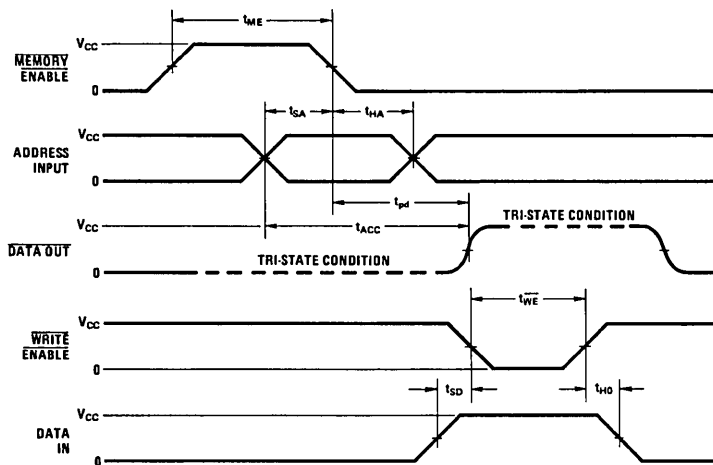 tME
VCC
MEMORY
ENABLE
0
tSA
tHA
VCC
ADDRESS
INPUT
0
tpd
VCC
tACC
TRI-STATE CONDITION
DATA OUT
TRI-STATE CONDITION
0
tWE
VCC
WRITE
ENABLE
0
tSD
tH0
VCC
DATA
IN
0